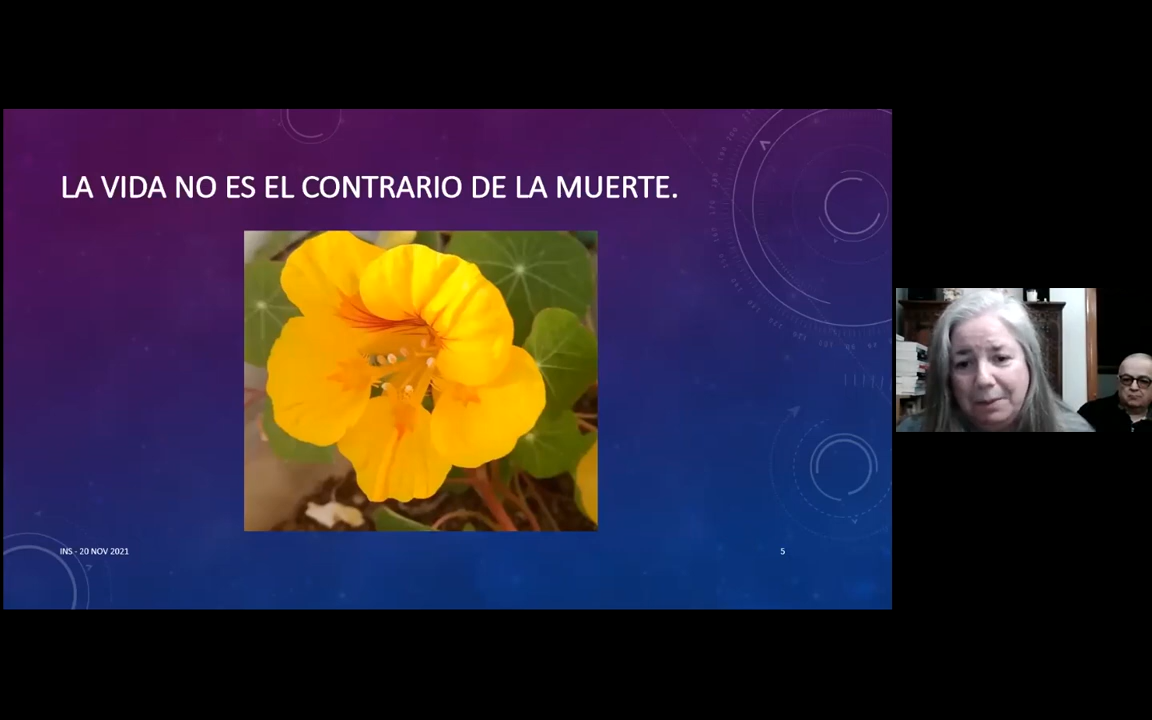 LA VIDA NO ES EL CONTRARIO DE LA MUERTE.
INS - 20 NOV 2021
5